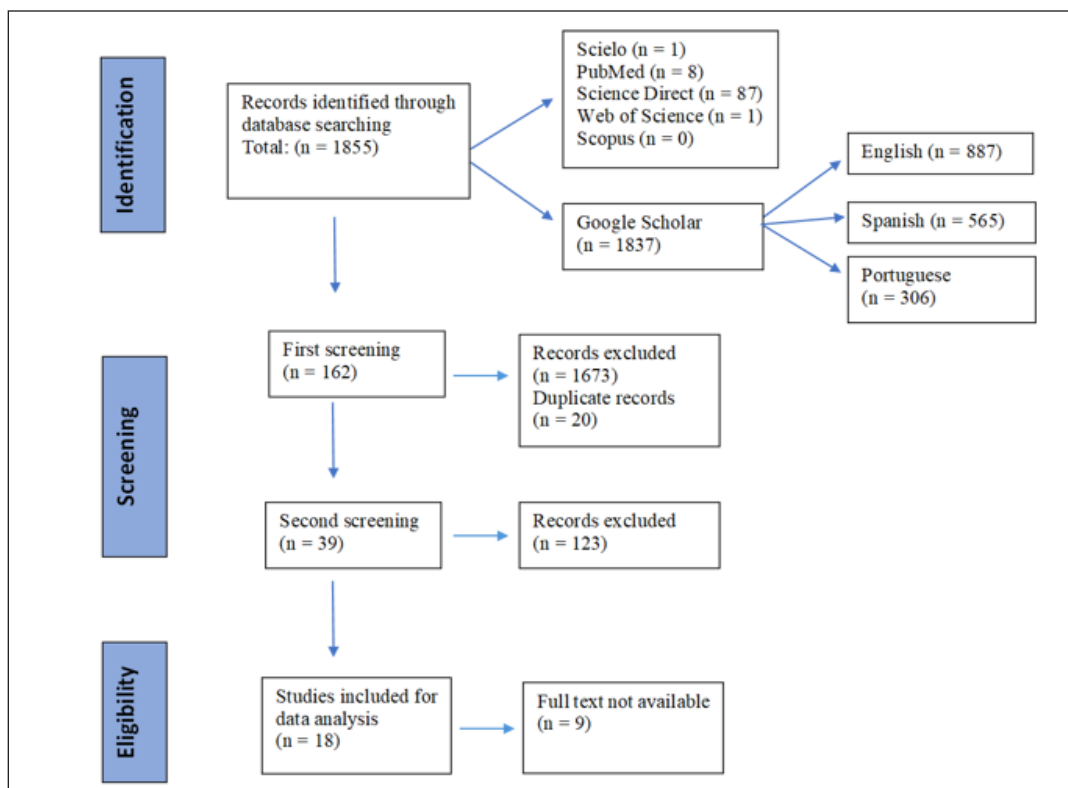 Identification
Records identified through
database searching
Total: (n = 1855)
Scielo (n = 1)
PubMed (n = 8)
Science Direct (n = 87)
Web of Science (n = 1)
Scopus (n = 0)
Google Scholar
(n = 1837)
English (n = 887)
Spanish (n = 565)
Portuguese
(n = 306)
Screening
First screening
(n = 162)
Records excluded
(n = 1673)
Duplicate records
(n = 20)
Second screening
(n = 39)
Records excluded
(n = 123)
Eligibility
Studies included for
data analysis
(n = 18)
Full text not available
(n = 9)